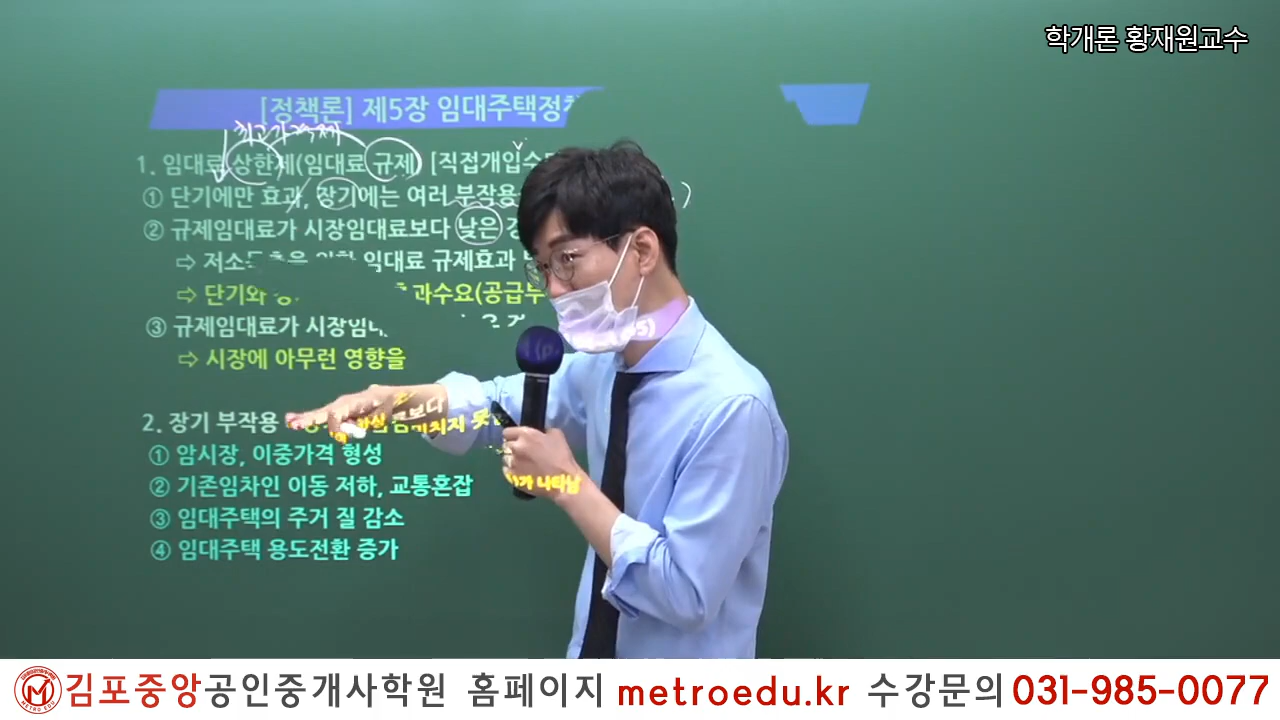 학개론 황재원교수
[정책론] 제5장 임대주택정책
최고가격제
1. 임대료 상한제(임대료 규제) [직접개입수
① 단기에만 효과, 장기에는 여러 부작용
② 규제임대료가 시장임대료보다 낮은
⇨ 임대료 규제효과
⇨ 단기와 과수요(공급부
③ 규제임대료가 시장임대
⇨ 시장에 아무런 영향을
2. 장기 부작용
① 암시장, 이중가격 형성
② 기존임차인 이동 저하, 교통혼잡
③ 임대주택의 주거 질 감소
④ 임대주택 용도전환 증가
METRO EDU
김포중앙공인중개사학원 홈페이지 metroedu.kr 수강문의 031-985-0077